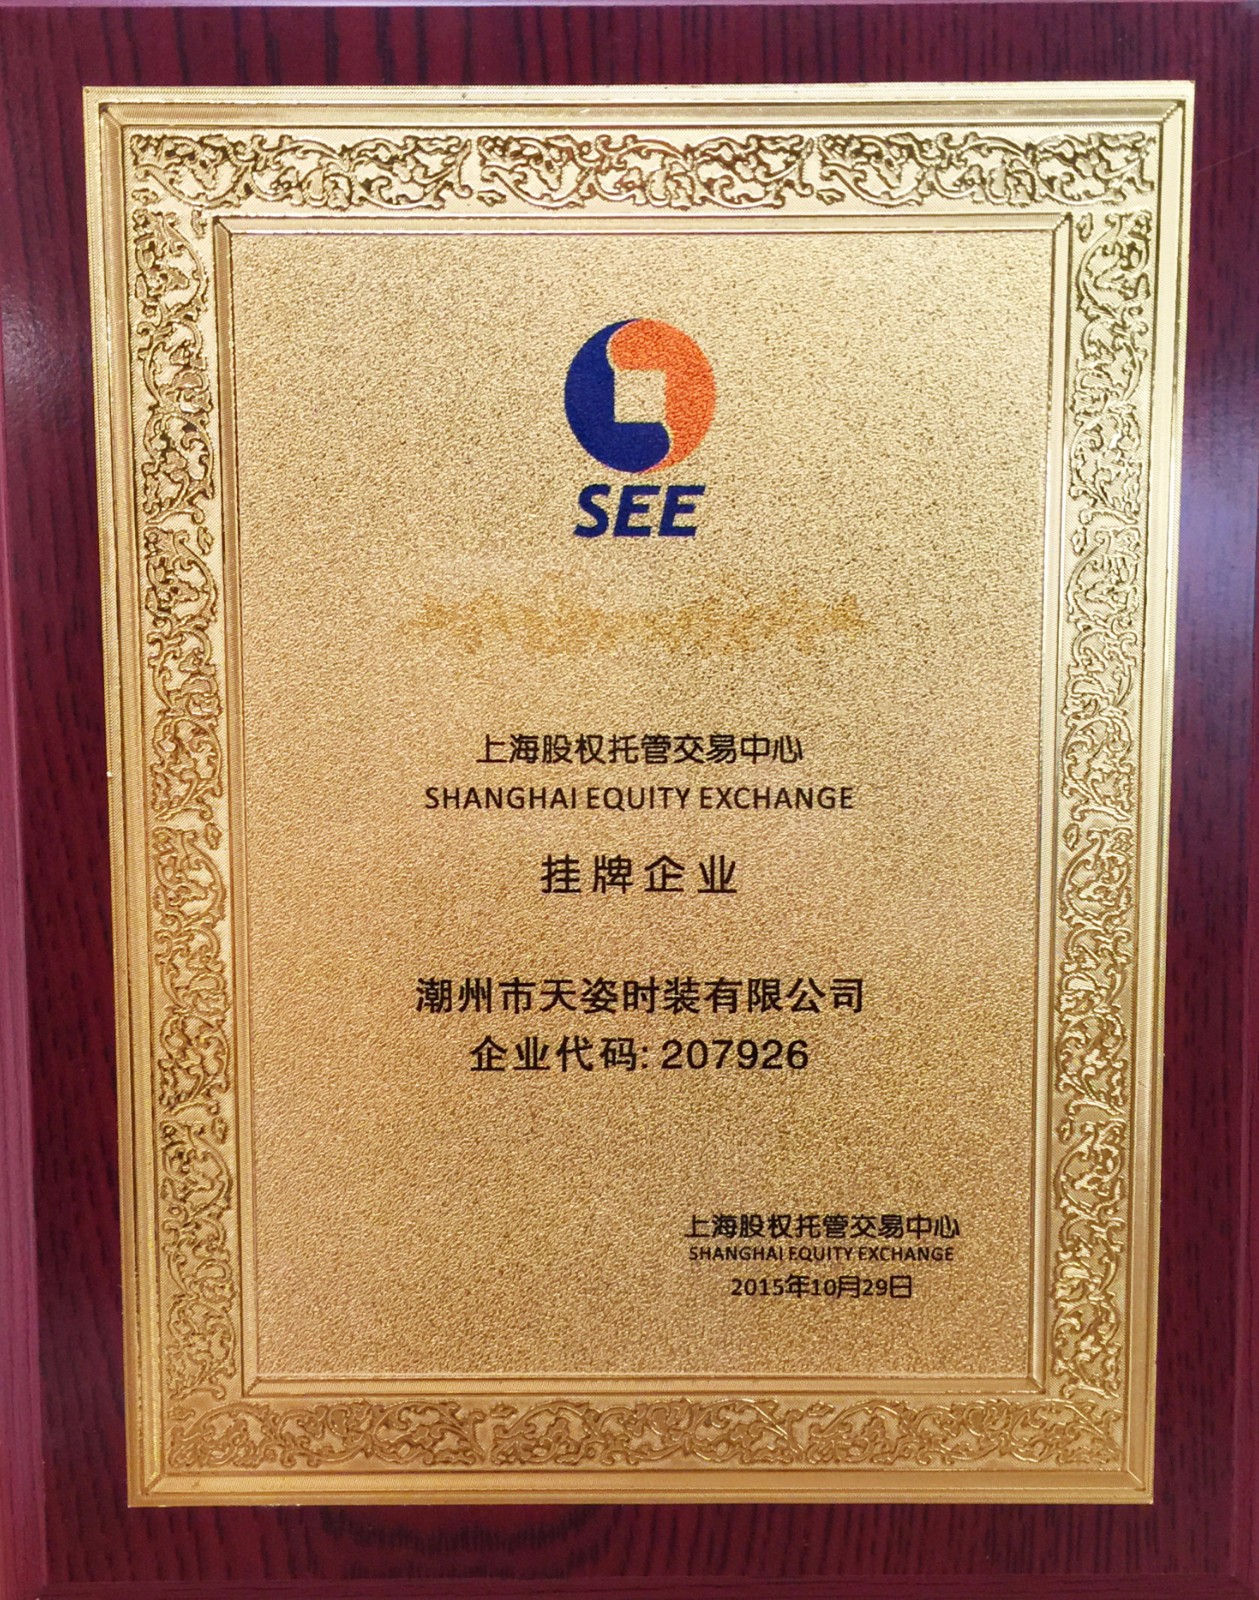 SEE
上海股权托管交易中心
SHANGHAI EQUITY EXCHANGE
挂牌企业
潮州市天姿时装有限公司
企业代码: 207926
上海股权托管交易中心
SHANGHAI EQUITY EXCHANGE
2015年10月29日